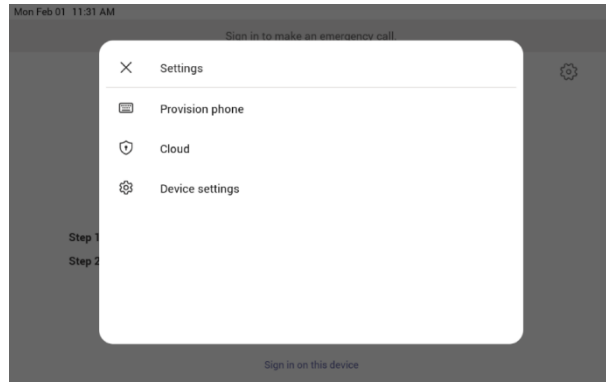 Mon Feb 01 11:31 AM
Sign in to make an emergency call.
Settings
Provision phone
Cloud
Device settings
Step 1
Step 2
Sign in on this device